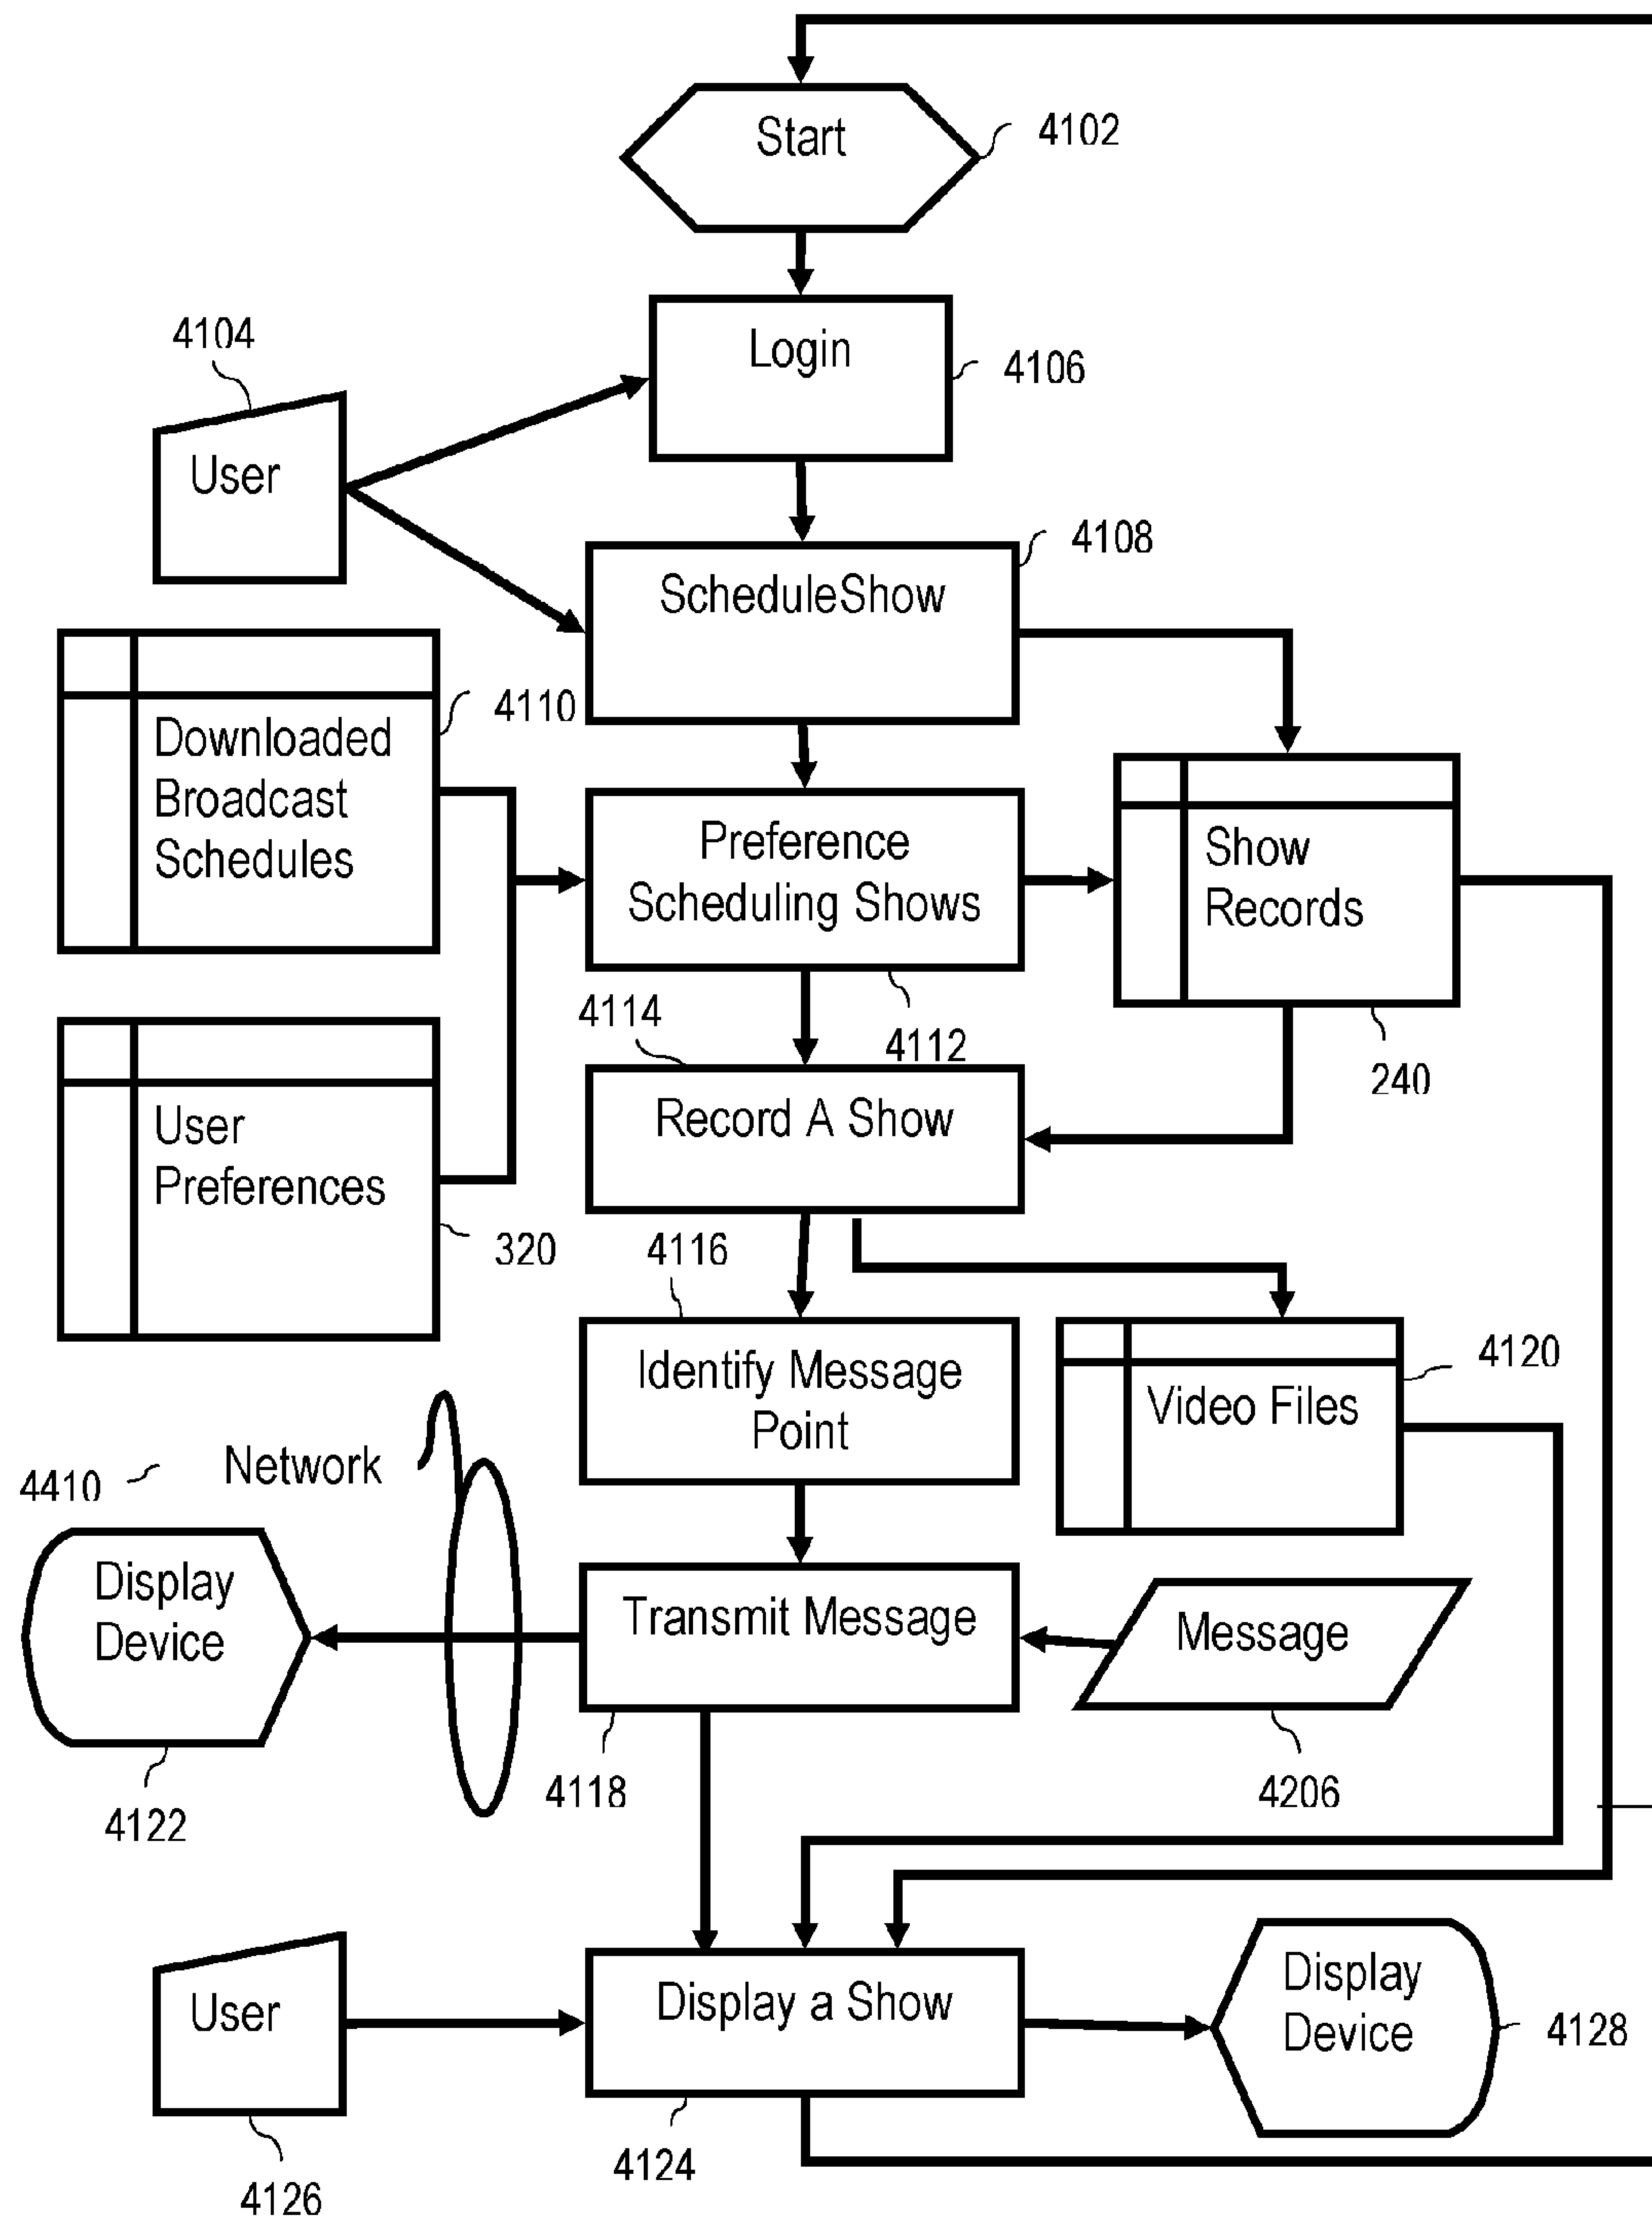 Start
4102
4104
Login
4106
User
4108
ScheduleShow
4110
Downloaded
Broadcast
Schedules
Preference
Scheduling Shows
Show
Records
4114
4112
240
User
Preferences
Record A Show
320
4116
4120
Identify Message
Point
Video Files
Network
4410
Display
Device
Transmit Message
Message
4118
4206
4122
User
Display a Show
Display
Device
4128
4124
4126